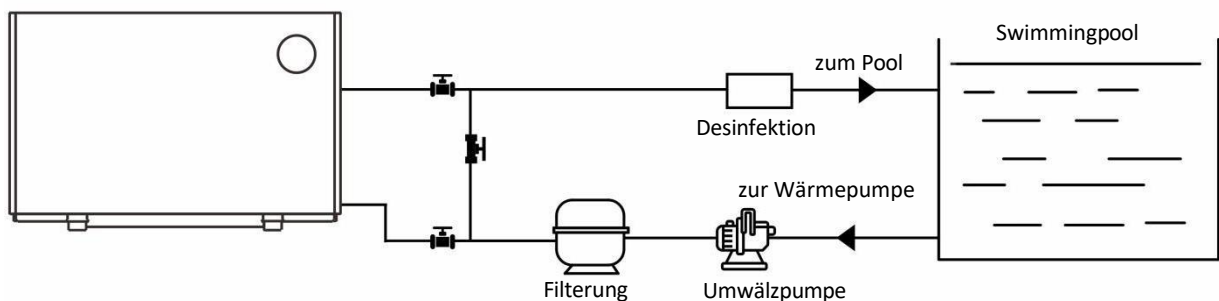 Swimmingpool
zum Pool
Desinfektion
zur Wärmepumpe
Filterung
Umwälzpumpe